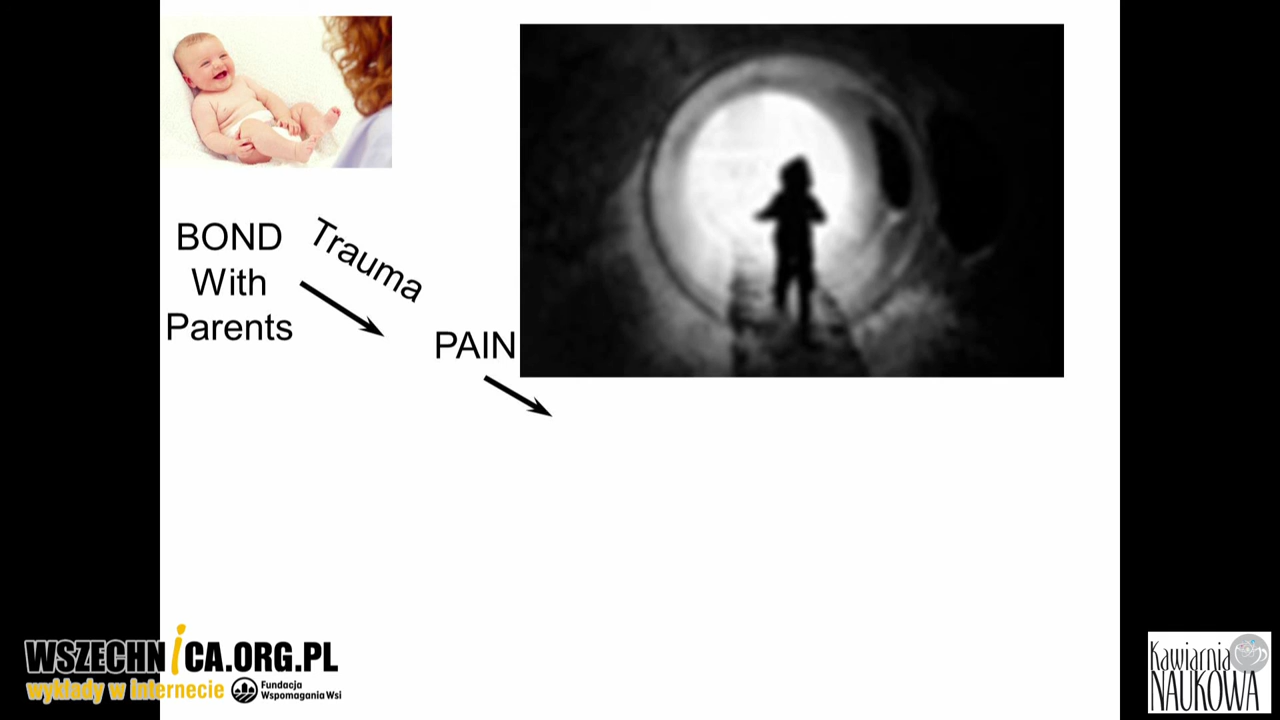 BOND
With
Parents
Trauma
PAIN
WSZECHNiCA.ORG.PL
wykłady w internecie
Fundacja
Wspomagania Wsi
Kawiarnia
NAUKOWA